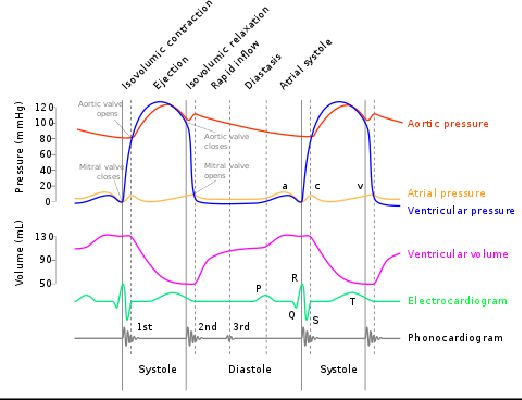 Isovolumic contraction
Ejection
Isovolumic relaxation
Rapid inflow
Diastasis
Atrial systole
Pressure (mmHg)
120
100
80
60
40
20
0
Aortic valve
opens
Aortic valve
closes
Mitral valve
closes
Mitral valve
opens
a
c
v
Aortic pressure
Atrial pressure
Ventricular pressure
Volume (mL)
130
90
50
Ventricular volume
R
P
Q
S
T
Electrocardiogram
1st
2nd
3rd
Phonocardiogram
Systole
Diastole
Systole